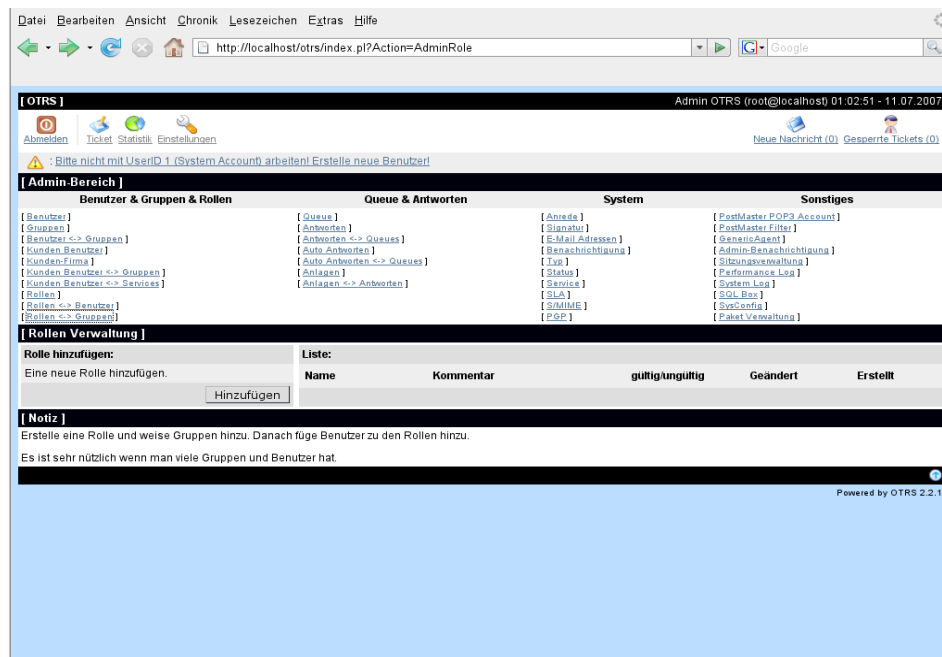 Datei Bearbeiten Ansicht Chronik Lesezeichen Extras Hilfe
http://localhost/otrs/index.pl?Action=AdminRole
G Google
[ OTRS ] Admin OTRS (root@localhost) 01:02:51 - 11.07.2007
Abmelden Ticket Statistik Einstellungen Neue Nachricht (0) Gesperrte Tickets (0)
: Bitte nicht mit UserID 1 (System Account) arbeiten! Erstelle neue Benutzer!
[ Admin-Bereich ]
Benutzer & Gruppen & Rollen Queue & Antworten System Sonstiges
[ Benutzer ] [ Queue ] [ Anrede ] [ PostMaster POP3 Account ]
[ Gruppen ] [ Antworten ] [ Signatur ] [ PostMaster Filter ]
[ Benutzer <-> Gruppen ] [ Antworten <-> Queues ] [ E-Mail Adressen ] [ GenericAgent ]
[ Kunden Benutzer ] [ Auto Antworten ] [ Benachrichtigung ] [ Admin-Benachrichtigung ]
[ Kunden-Firma ] [ Auto Antworten <-> Queues ] [ Typ ] [ Sitzungsverwaltung ]
[ Kunden Benutzer <-> Gruppen ] [ Anlagen ] [ Status ] [ Performance Log ]
[ Kunden Benutzer <-> Services ] [ Anlagen <-> Antworten ] [ Service ] [ System Log ]
[ Rollen ] [ SLA ] [ SQL Box ]
[ Rollen <-> Benutzer ] [ S/MIME ] [ SysConfig ]
[ Rollen <-> Gruppen ] [ PGP ] [ Paket Verwaltung ]
[ Rollen Verwaltung ]
Rolle hinzufügen: Liste:
Eine neue Rolle hinzufügen. Name Kommentar gültig/ungültig Geändert Erstellt
Hinzufügen
[ Notiz ]
Erstelle eine Rolle und weise Gruppen hinzu. Danach füge Benutzer zu den Rollen hinzu.
Es ist sehr nützlich wenn man viele Gruppen und Benutzer hat.
Powered by OTRS 2.2.1